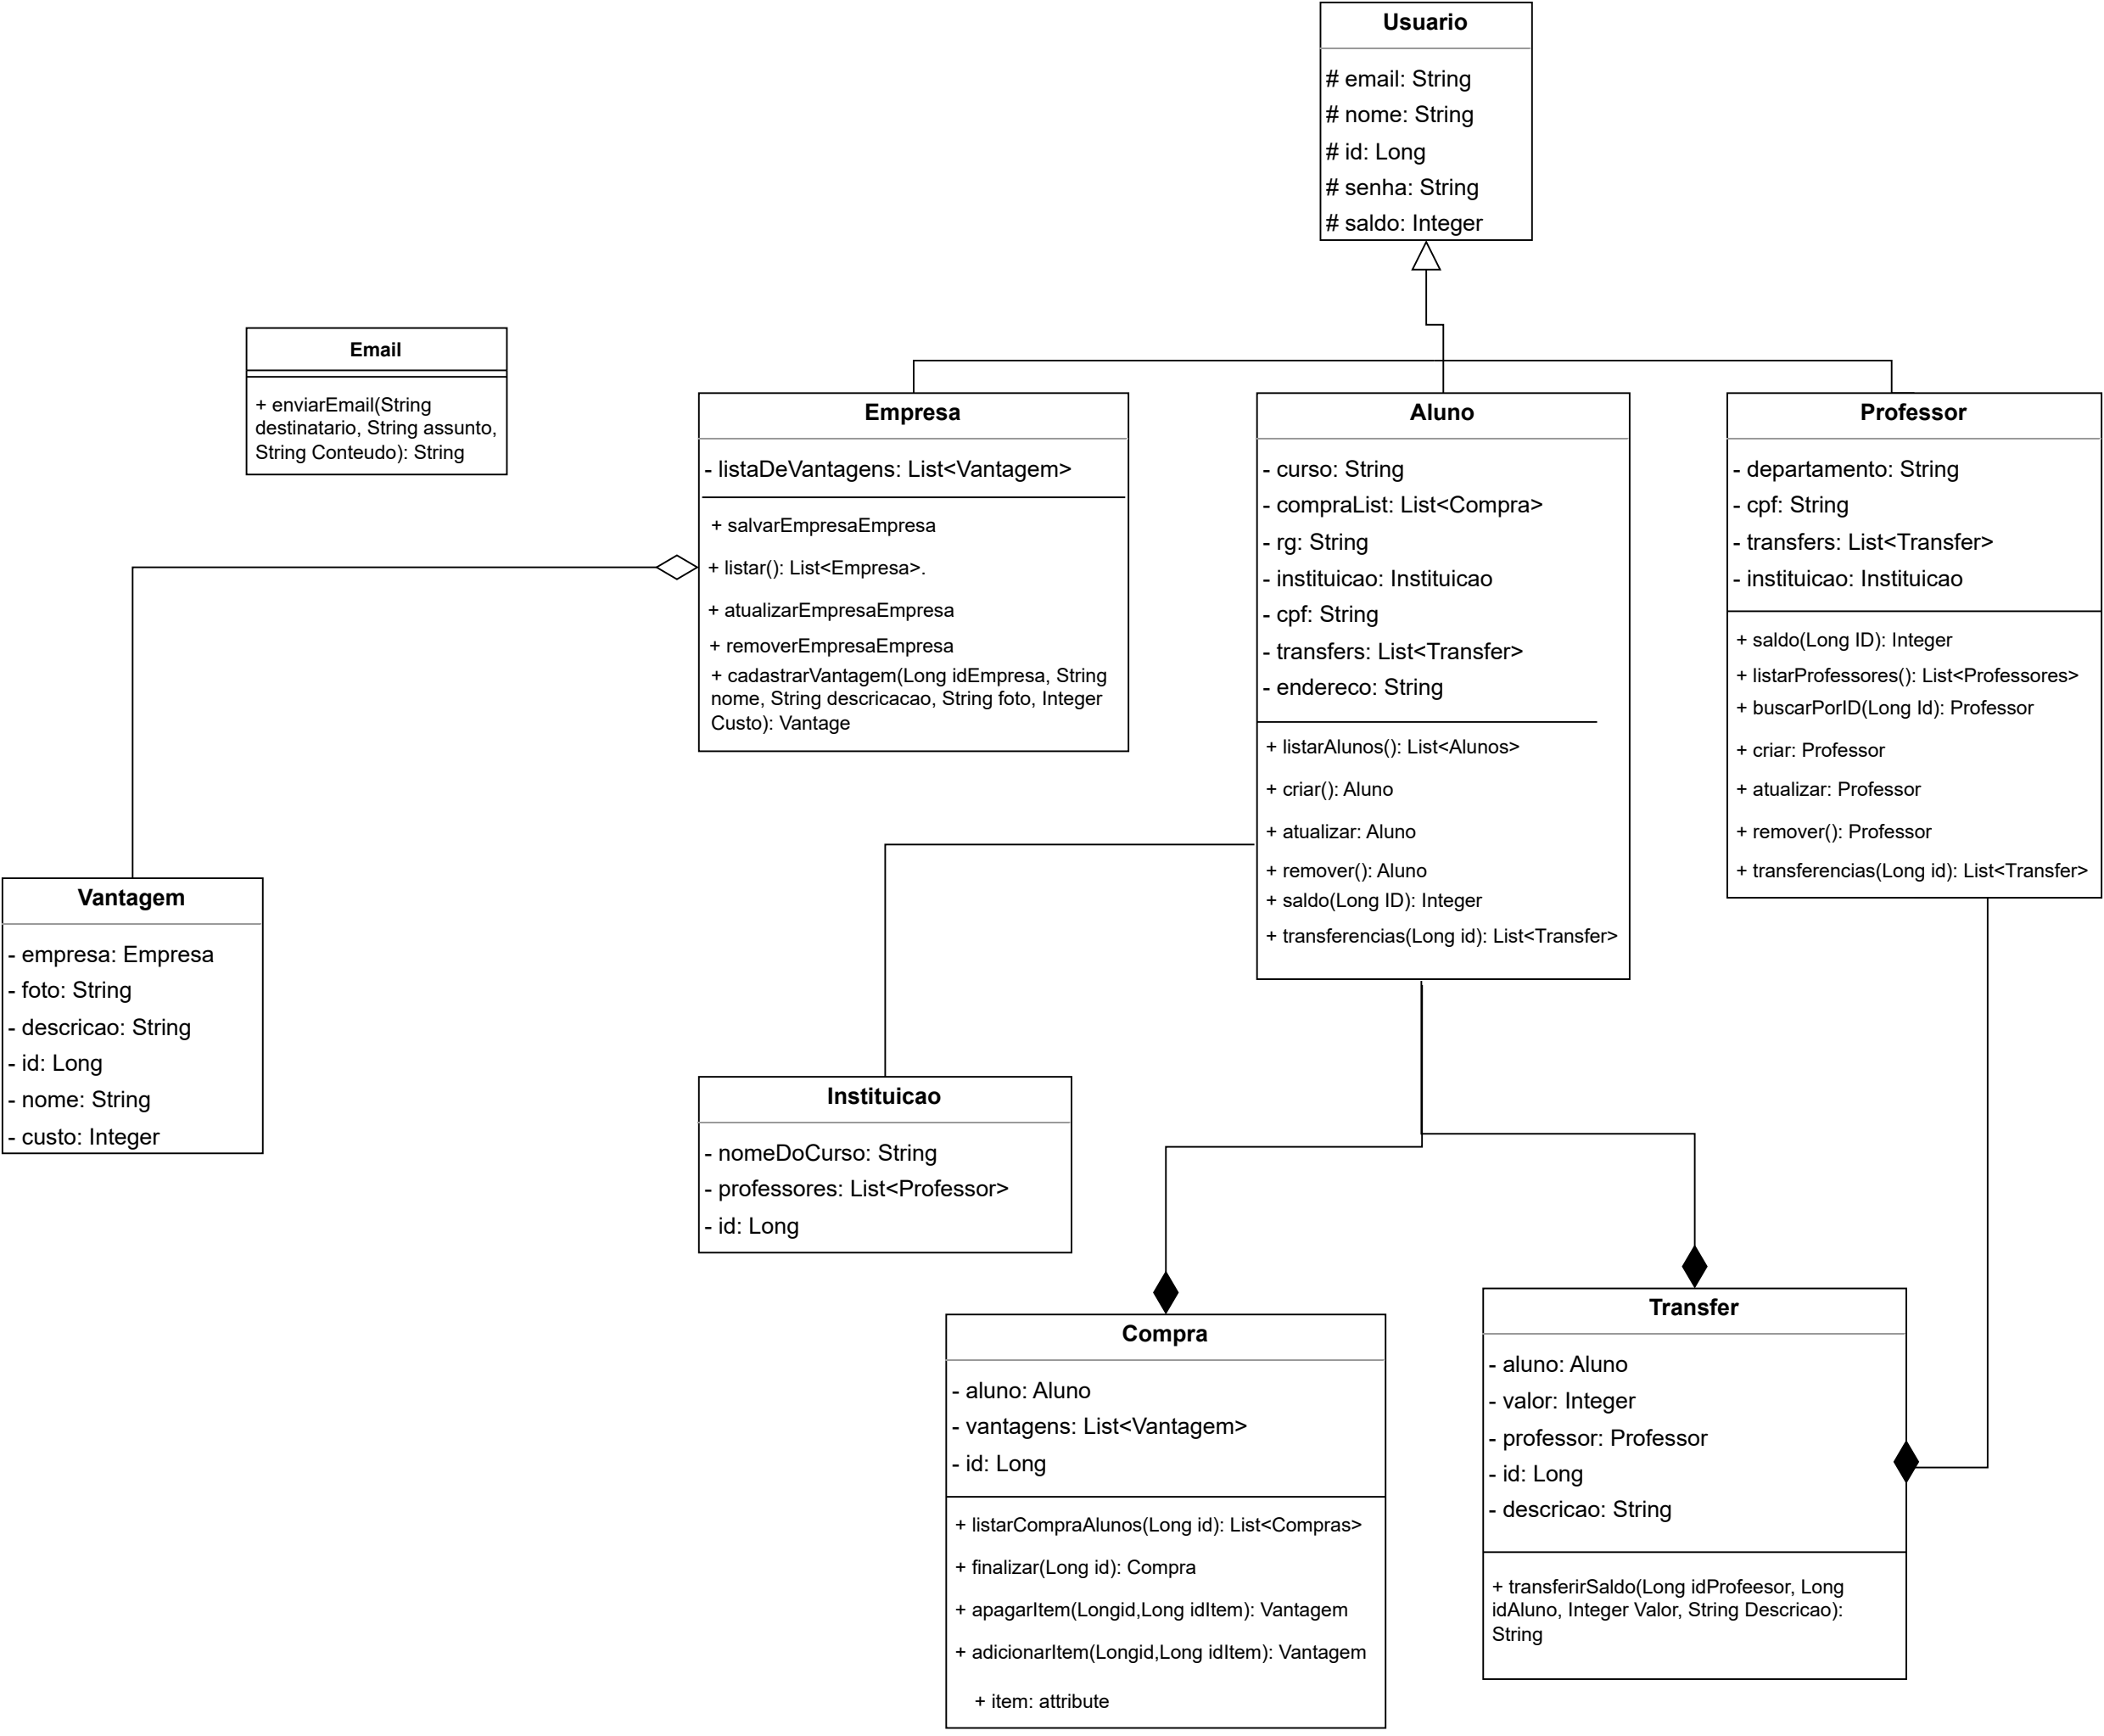 Usuario
# email: String
# nome: String
# id: Long
# senha: String
# saldo: Integer
Email
+ enviarEmail(String
destinatario, String assunto,
String Conteudo): String
Empresa
- listaDeVantagens: List<Vantagem>
+ salvarEmpresaEmpresa
+ listar(): List<Empresa>.
+ atualizarEmpresaEmpresa
+ removerEmpresaEmpresa
+ cadastrarVantagem(Long idEmpresa, String
nome, String descricacao, String foto, Integer
Custo): Vantage
Aluno
- curso: String
- compraList: List<Compra>
- rg: String
- instituicao: Instituicao
- cpf: String
- transfers: List<Transfer>
- endereco: String
+ listarAlunos(): List<Alunos>
+ criar(): Aluno
+ atualizar: Aluno
+ remover(): Aluno
+ saldo(Long ID): Integer
+ transferencias(Long id): List<Transfer>
Professor
- departamento: String
- cpf: String
- transfers: List<Transfer>
- instituicao: Instituicao
+ saldo(Long ID): Integer
+ listarProfessores(): List<Professores>
+ buscarPorID(Long Id): Professor
+ criar: Professor
+ atualizar: Professor
+ remover(): Professor
+ transferencias(Long id): List<Transfer>
Vantagem
- empresa: Empresa
- foto: String
- descricao: String
- id: Long
- nome: String
- custo: Integer
Instituicao
- nomeDoCurso: String
- professores: List<Professor>
- id: Long
Compra
- aluno: Aluno
- vantagens: List<Vantagem>
- id: Long
+ listarCompraAlunos(Long id): List<Compras>
+ finalizar(Long id): Compra
+ apagarItem(Longid,Long idItem): Vantagem
+ adicionarItem(Longid,Long idItem): Vantagem
+ item: attribute
Transfer
- aluno: Aluno
- valor: Integer
- professor: Professor
- id: Long
- descricao: String
+ transferirSaldo(Long idProfeesor, Long
idAluno, Integer Valor, String Descricao):
String